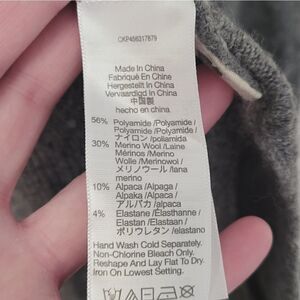 CKP456317879
Made In China
Fabriqué En Chine
Hergestellt In China
Vervaardigd In China
中国製
hecho en china
56% Polyamide /Polyamide /
Polyamide /Polyamide
/ナイロン /poliamida
30% Merino Wool /Laine
Mérinos /Merino
Wolle /Merinowol /
メリノウール /lana
merino
10% Alpaca /Alpaga /
Alpaka /Alpaca /
アルパカ /alpaca
4% Elastane /Élasthanne /
Elastan /Elastaan /
ポリウレタン /elastano
Hand Wash Cold Separately.
Non-Chlorine Bleach Only.
Reshape And Lay Flat To Dry.
Iron On Lowest Setting.